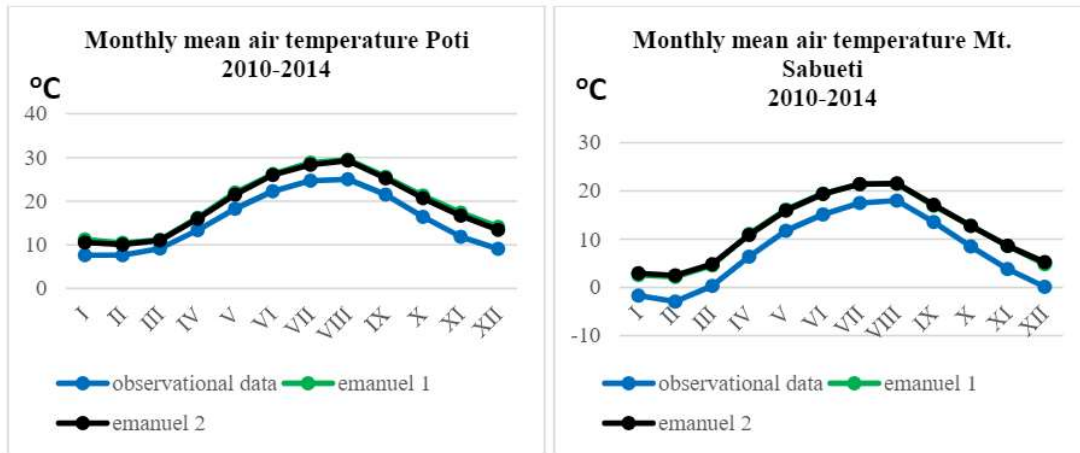 Monthly mean air temperature Poti
2010-2014
°C
40
30
20
10
0
I II III IV V VI VII VIII IX X XI XII
observational data emanuel 1
emanuel 2
Monthly mean air temperature Mt.
Sabueti
2010-2014
°C
30
20
10
0
-10
I II III IV V VI VII VIII IX X XI XII
observational data emanuel 1
emanuel 2